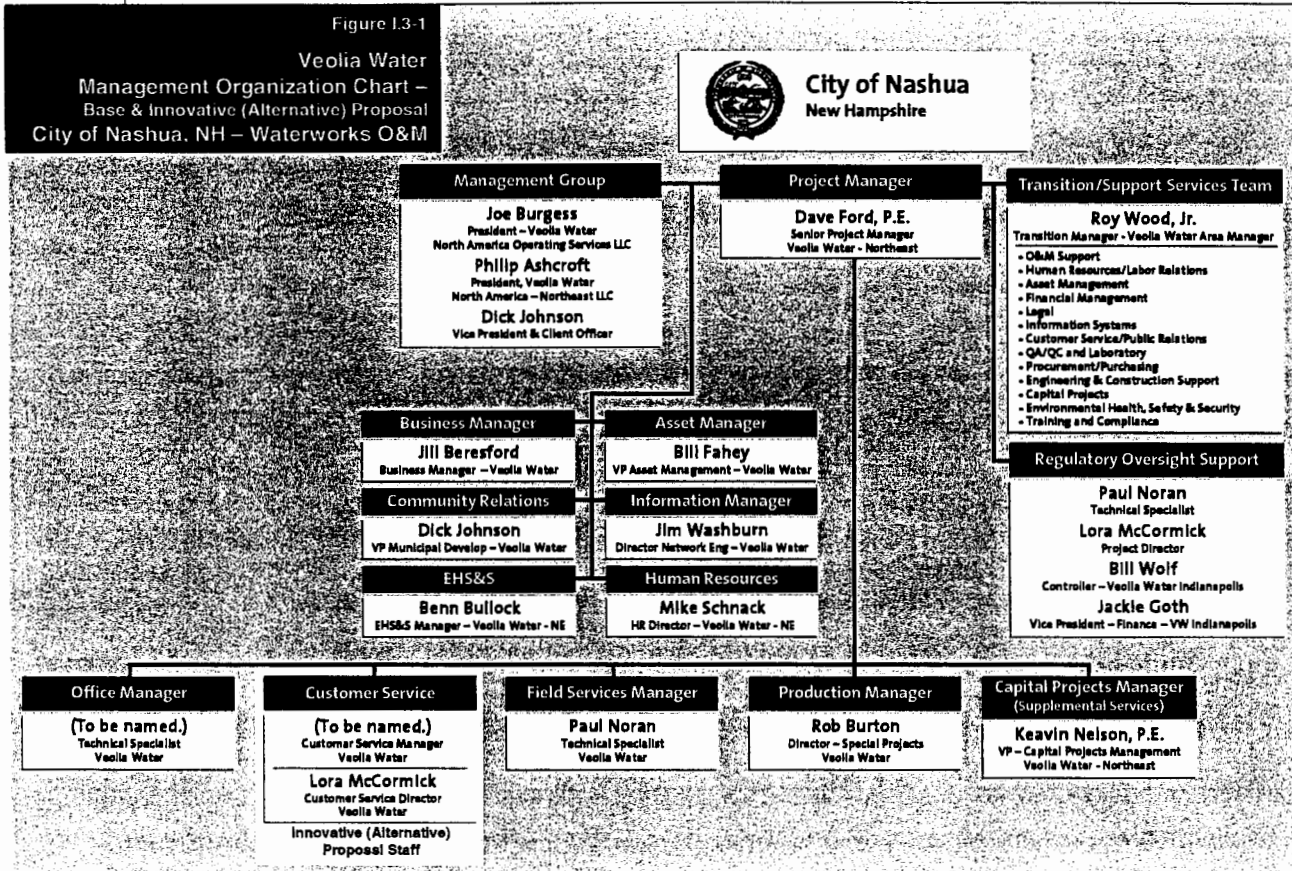 Figure I.3-1
Veolia Water
Management Organization Chart –
Base & Innovative (Alternative) Proposal
City of Nashua, NH – Waterworks O&M
City of Nashua
New Hampshire
Management Group
Joe Burgess
President – Veolia Water
North America Operating Services LLC
Philip Ashcroft
President, Veolia Water
North America – Northeast LLC
Dick Johnson
Vice President & Client Officer
Project Manager
Dave Ford, P.E.
Senior Project Manager
Veolia Water - Northeast
Transition/Support Services Team
Roy Wood, Jr.
Transition Manager - Veolia Water Area Manager
• O&M Support
• Human Resources/Labor Relations
• Asset Management
• Financial Management
• Legal
• Information Systems
• Customer Service/Public Relations
• QA/QC and Laboratory
• Procurement/Purchasing
• Engineering & Construction Support
• Capital Projects
• Environmental Health, Safety & Security
• Training and Compliance
Business Manager
Jill Beresford
Business Manager – Veolia Water
Asset Manager
Bill Fahey
VP Asset Management – Veolia Water
Community Relations
Dick Johnson
VP Municipal Develop – Veolia Water
Information Manager
Jim Washburn
Director Network Eng – Veolia Water
EHS&S
Benn Bullock
EHS&S Manager – Veolia Water - NE
Human Resources
Mike Schnack
HR Director – Veolia Water - NE
Regulatory Oversight Support
Paul Noran
Technical Specialist
Lora McCormick
Project Director
Bill Wolf
Controller – Veolia Water Indianapolis
Jackie Goth
Vice President – Finance – VW Indianapolis
Office Manager
(To be named.)
Technical Specialist
Veolia Water
Customer Service
(To be named.)
Customer Service Manager
Veolia Water
Lora McCormick
Customer Service Director
Veolia Water
Innovative (Alternative)
Proposal Staff
Field Services Manager
Paul Noran
Technical Specialist
Veolia Water
Production Manager
Rob Burton
Director – Special Projects
Veolia Water
Capital Projects Manager
(Supplemental Services)
Keavin Nelson, P.E.
VP – Capital Projects Management
Veolia Water - Northeast